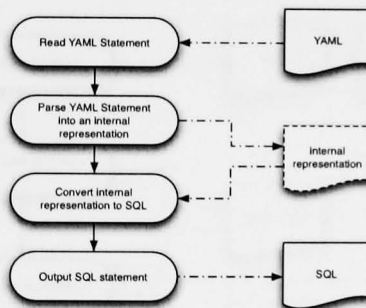 Read YAML Statement
YAML
Parse YAML Statement
into an internal
representation
internal
representation
Convert internal
representation to SQL
Output SQL statement
SQL